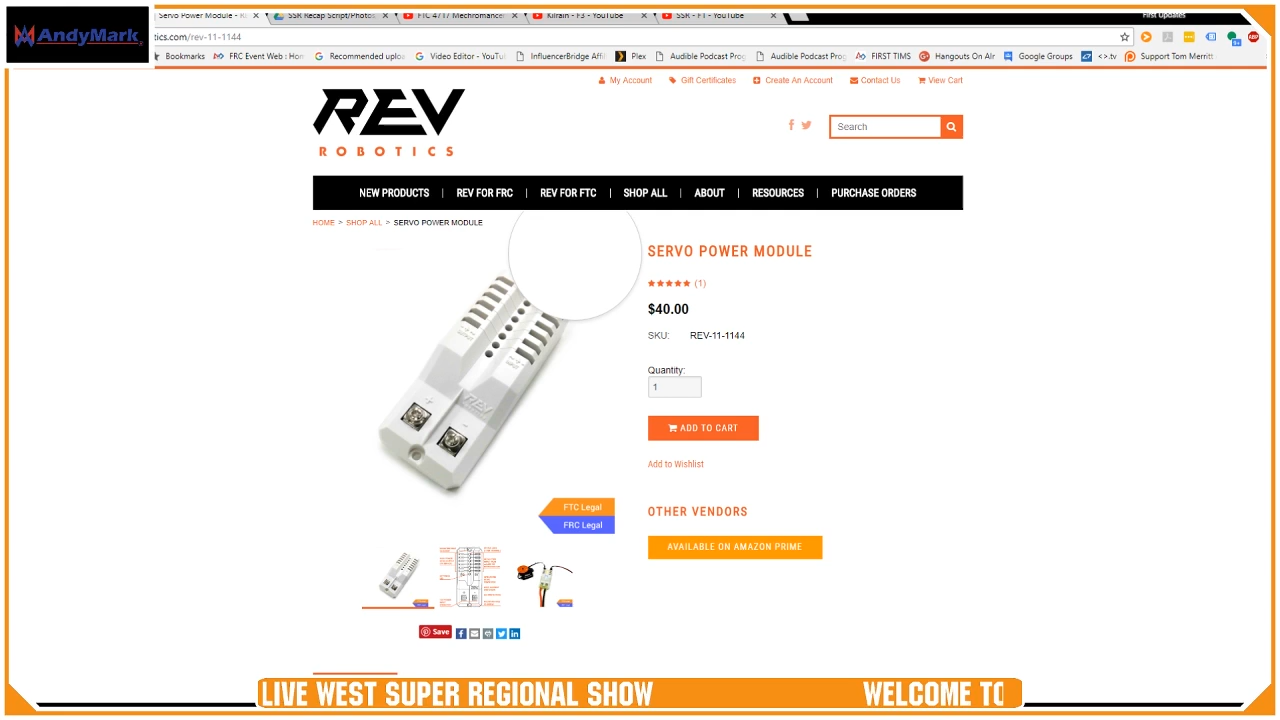 AndyMark
Servo Power Module - R
SSR Recap Script/Photos,
FTC 4717 Mechromance
Kilrain - F3 - YouTube
SSR - F1 - YouTube
First Updates
tics.com/rev-11-1144
Bookmarks
FRC Event Web : Hom
Recommended uploa
Video Editor - YouTu
InfluencerBridge Affil
Plex
Audible Podcast Prog
Audible Podcast Prog
FIRST TIMS
Hangouts On Air
Google Groups
<>.tv
Support Tom Merritt
My Account
Gift Certificates
Create An Account
Contact Us
View Cart
REV
ROBOTICS
Search
NEW PRODUCTS | REV FOR FRC | REV FOR FTC | SHOP ALL | ABOUT | RESOURCES | PURCHASE ORDERS
HOME > SHOP ALL > SERVO POWER MODULE
SERVO POWER MODULE
(1)
$40.00
SKU: REV-11-1144
Quantity:
1
ADD TO CART
Add to Wishlist
REV
FTC Legal
FRC Legal
OTHER VENDORS
AVAILABLE ON AMAZON PRIME
Save
LIVE WEST SUPER REGIONAL SHOW
WELCOME TO